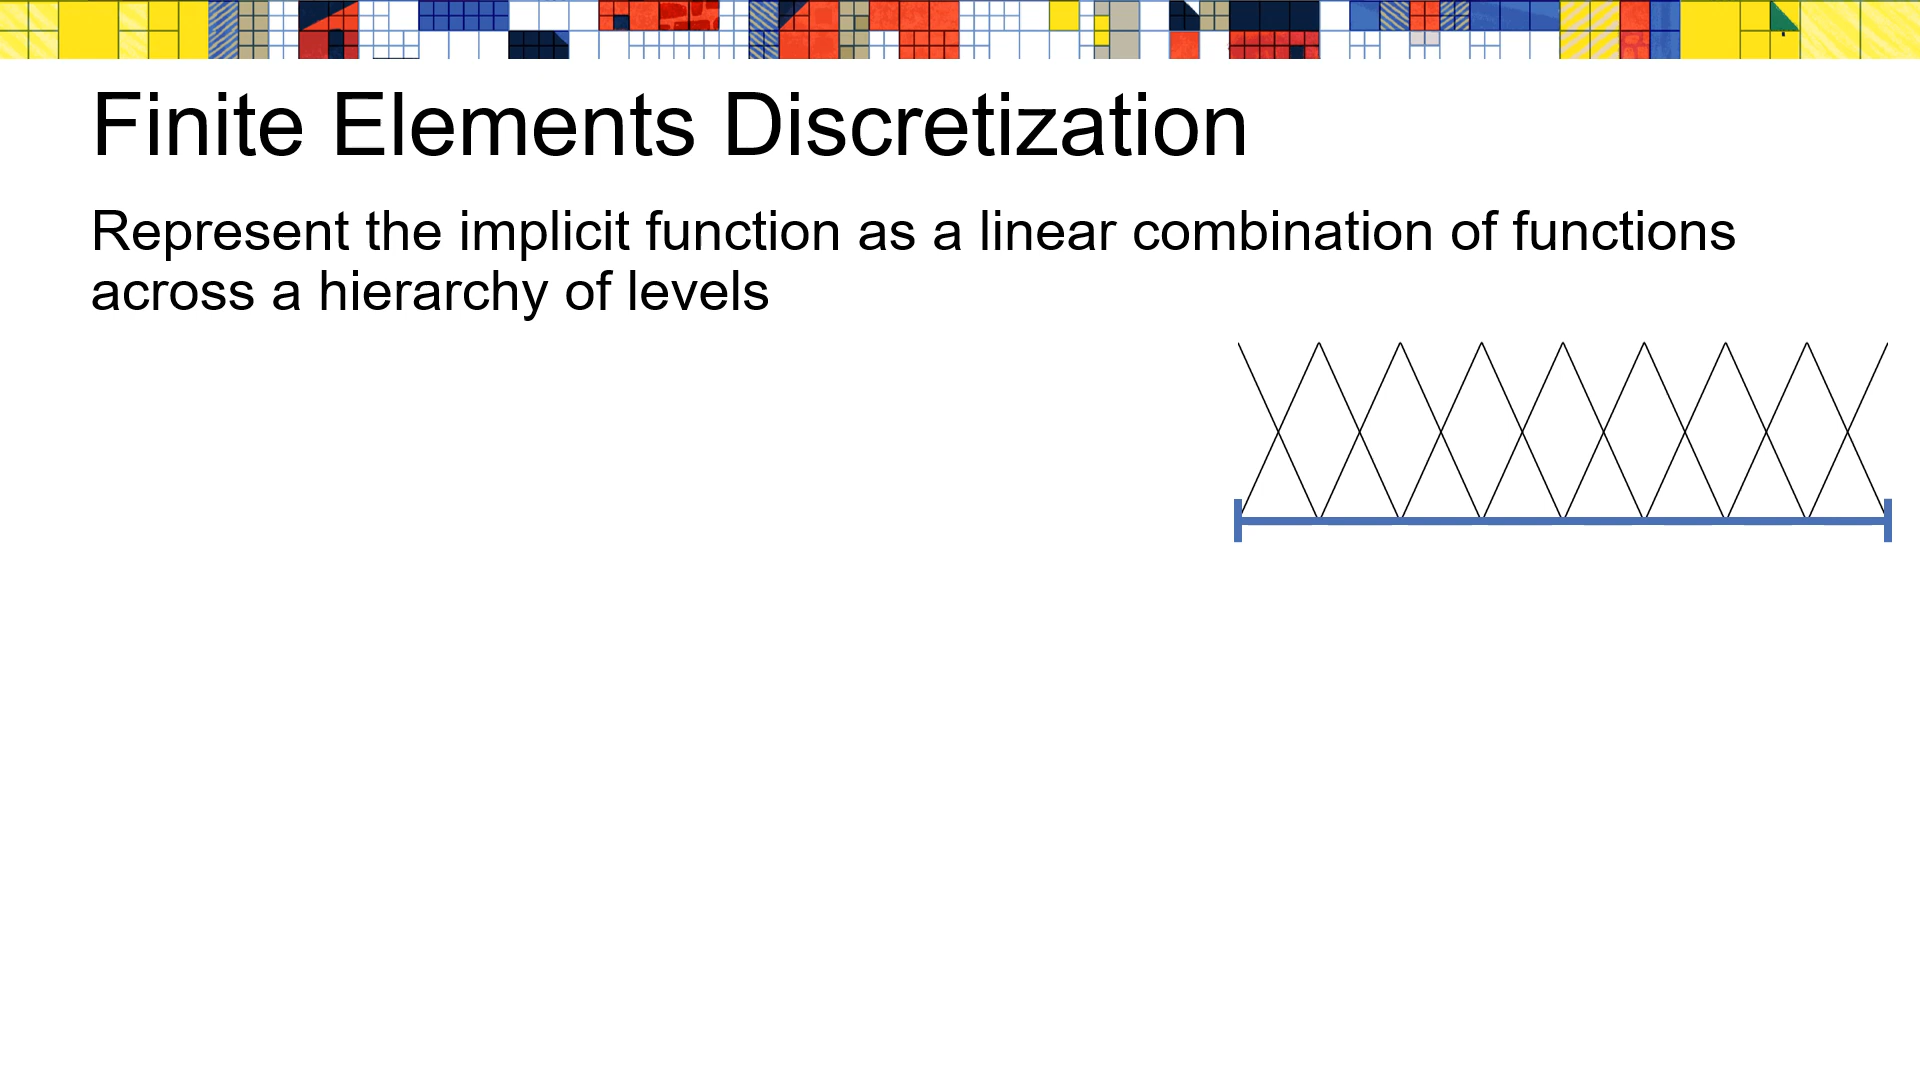 Finite Elements Discretization
Represent the implicit function as a linear combination of functions
across a hierarchy of levels